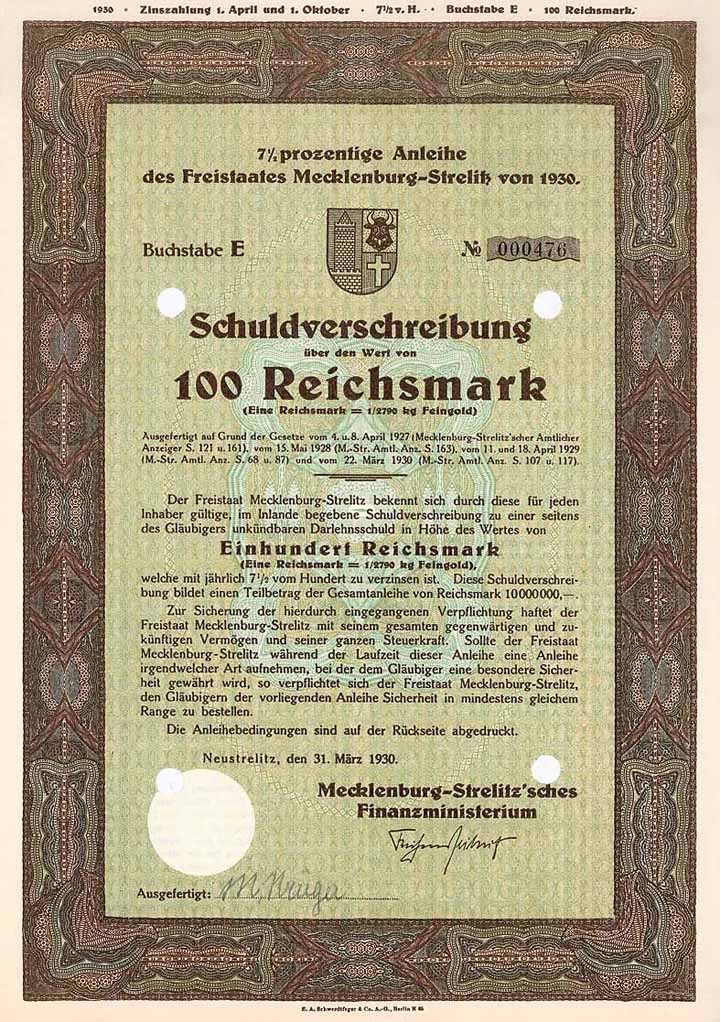 1930 · Zinszahlung 1. April und 1. Oktober · 7½ v. H. · Buchstabe E · 100 Reichsmark.
7½ prozentige Anleihe
des Freistaates Mecklenburg-Strelitz von 1930.
Buchstabe E
№ 000476
Schuldverschreibung
über den Wert von
100 Reichsmark
(Eine Reichsmark = 1/2790 kg Feingold)
Ausgefertigt auf Grund der Gesetze vom 4. u. 8. April 1927 (Mecklenburg-Strelitz'scher Amtlicher
Anzeiger S. 121 u. 161), vom 15. Mai 1928 (M.-Str. Amtl. Anz. S. 163), vom 11. und 18. April 1929
(M.-Str. Amtl. Anz. S. 68 u. 87) und vom 22. März 1930 (M.-Str. Amtl. Anz. S. 107 u. 117).
Der Freistaat Mecklenburg-Strelitz bekennt sich durch diese für jeden
Inhaber gültige, im Inlande begebene Schuldverschreibung zu einer seitens
des Gläubigers unkündbaren Darlehnsschuld in Höhe des Wertes von
Einhundert Reichsmark
(Eine Reichsmark = 1/2790 kg Feingold),
welche mit jährlich 7½ vom Hundert zu verzinsen ist. Diese Schuldverschrei-
bung bildet einen Teilbetrag der Gesamtanleihe von Reichsmark 10 000 000,—.
Zur Sicherung der hierdurch eingegangenen Verpflichtung haftet der
Freistaat Mecklenburg-Strelitz mit seinem gesamten gegenwärtigen und zu-
künftigen Vermögen und seiner ganzen Steuerkraft. Sollte der Freistaat
Mecklenburg-Strelitz während der Laufzeit dieser Anleihe eine Anleihe
irgendwelcher Art aufnehmen, bei der dem Gläubiger eine besondere Sicher-
heit gewährt wird, so verpflichtet sich der Freistaat Mecklenburg-Strelitz,
den Gläubigern der vorliegenden Anleihe Sicherheit in mindestens gleichem
Range zu bestellen.
Die Anleihebedingungen sind auf der Rückseite abgedruckt.
Neustrelitz, den 31. März 1930.
Mecklenburg-Strelitz'sches
Finanzministerium
Ausgefertigt:
E. A. Schwerdtfeger & Co. A.-G., Berlin N 65